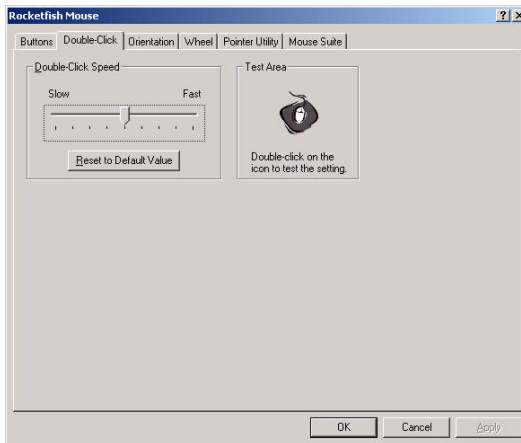 Rocketfish Mouse
Buttons Double-Click Orientation Wheel Pointer Utility Mouse Suite
Double-Click Speed
Slow Fast
Reset to Default Value
Test Area
Double-click on the
icon to test the setting.
OK Cancel Apply